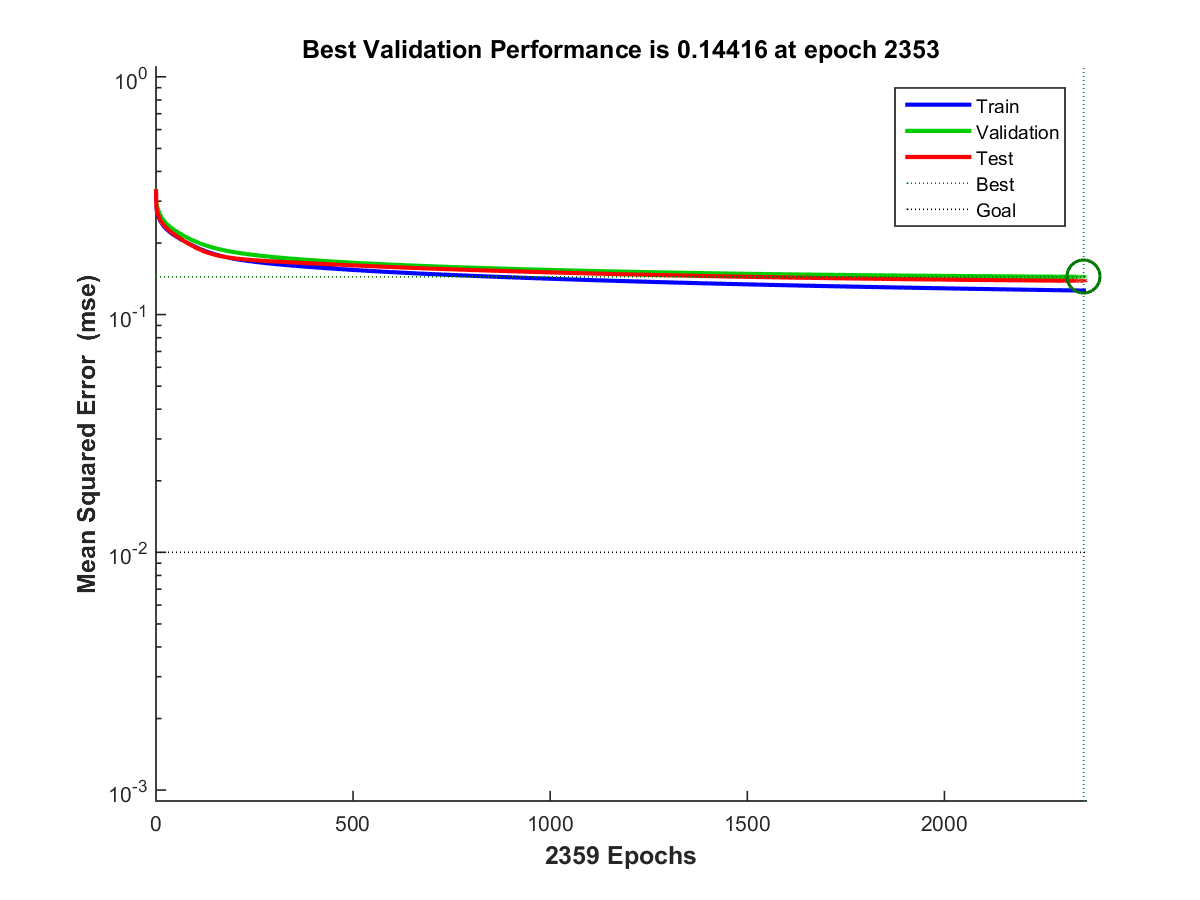 Best Validation Performance is 0.14416 at epoch 2353
Mean Squared Error (mse)
10^0
10^-1
10^-2
10^-3
Train
Validation
Test
Best
Goal
0 500 1000 1500 2000
2359 Epochs